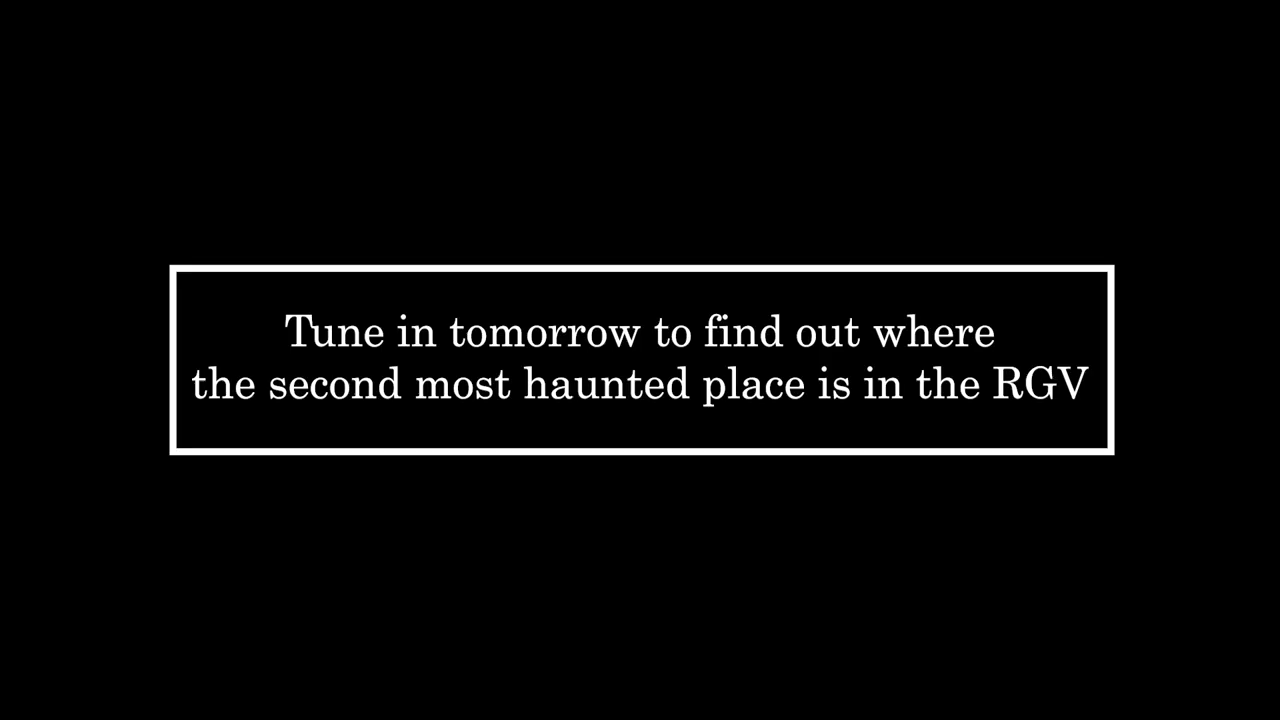 Tune in tomorrow to find out where
the second most haunted place is in the RGV